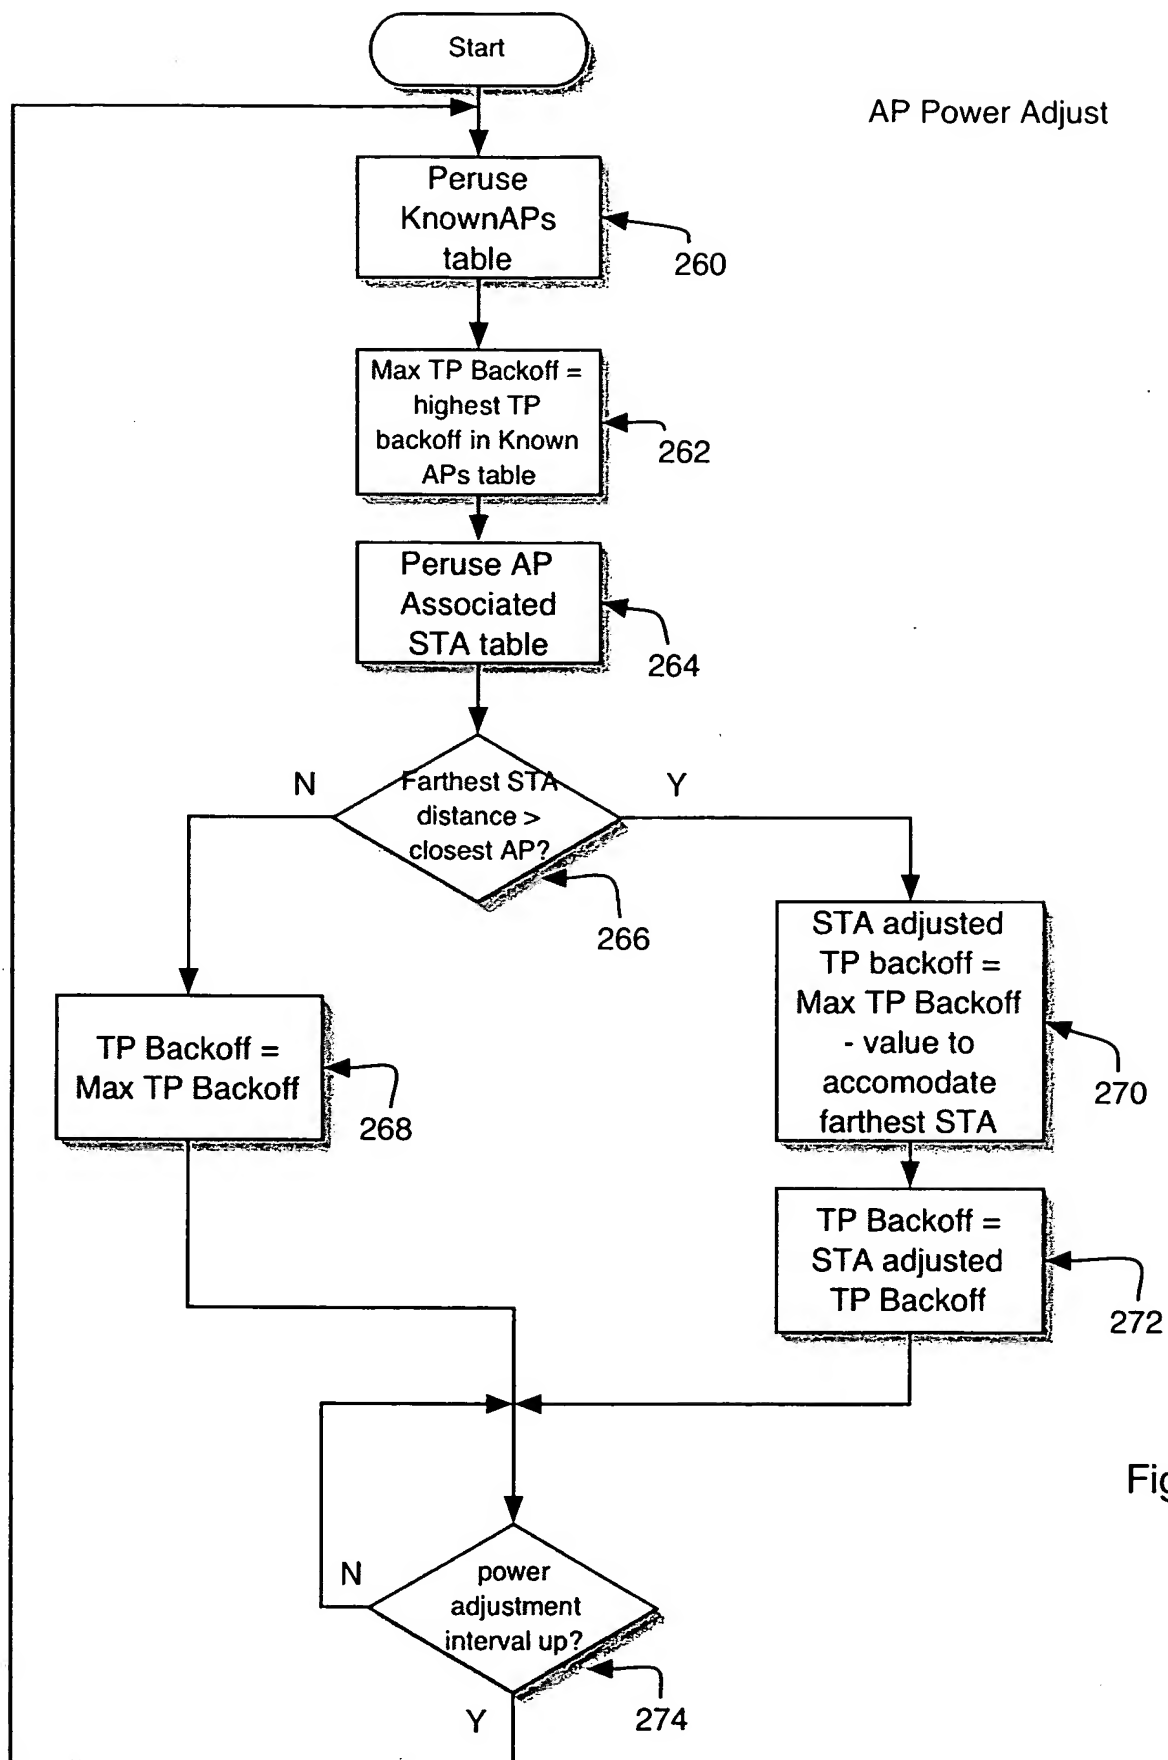 Start
AP Power Adjust
Peruse
KnownAPs
table
260
Max TP Backoff =
highest TP
backoff in Known
APs table
262
Peruse AP
Associated
STA table
264
N
Farthest STA
distance >
closest AP?
Y
266
STA adjusted
TP backoff =
Max TP Backoff
- value to
accomodate
farthest STA
270
TP Backoff =
Max TP Backoff
268
TP Backoff =
STA adjusted
TP Backoff
272
Fig
N
power
adjustment
interval up?
274
Y